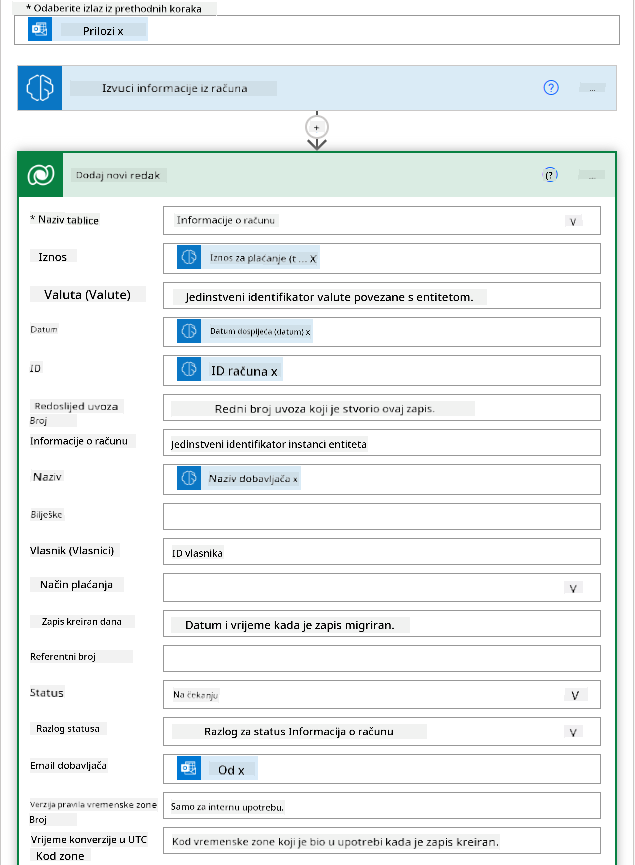 * Odaberite izlaz iz prethodnih koraka
Prilozi x
Izvuci informacije iz računa
?
...
+
Dodaj novi redak
(?
...
* Naziv tablice
Informacije o računu
V
Iznos
Iznos za plaćanje (t ... X
Valuta (Valute)
Jedinstveni identifikator valute povezane s entitetom.
Datum
Datum dospijeća (datum) x
ID
ID računa x
Redoslijed uvoza
Broj
Redni broj uvoza koji je stvorio ovaj zapis.
Informacije o računu
Jedinstveni identifikator instanci entiteta
Naziv
Naziv dobavljača x
Bilješke
Vlasnik (Vlasnici)
ID vlasnika
Način plaćanja
V
Zapis kreiran dana
Datum i vrijeme kada je zapis migriran.
Referentni broj
Status
Na čekanju
V
Razlog statusa
Razlog za status Informacija o računu
V
Email dobavljača
Od x
Verzija pravila vremenske zone
Broj
Samo za internu upotrebu.
Vrijeme konverzije u UTC
Kod zone
Kod vremenske zone koji je bio u upotrebi kada je zapis kreiran.